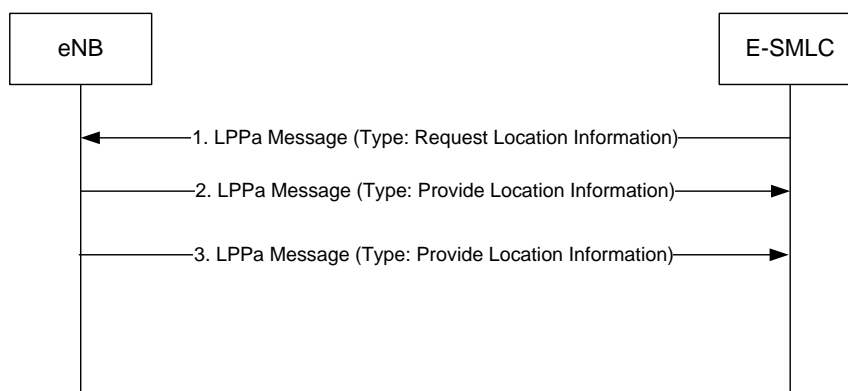 eNB
E-SMLC
1. LPPa Message (Type: Request Location Information)
2. LPPa Message (Type: Provide Location Information)
3. LPPa Message (Type: Provide Location Information)